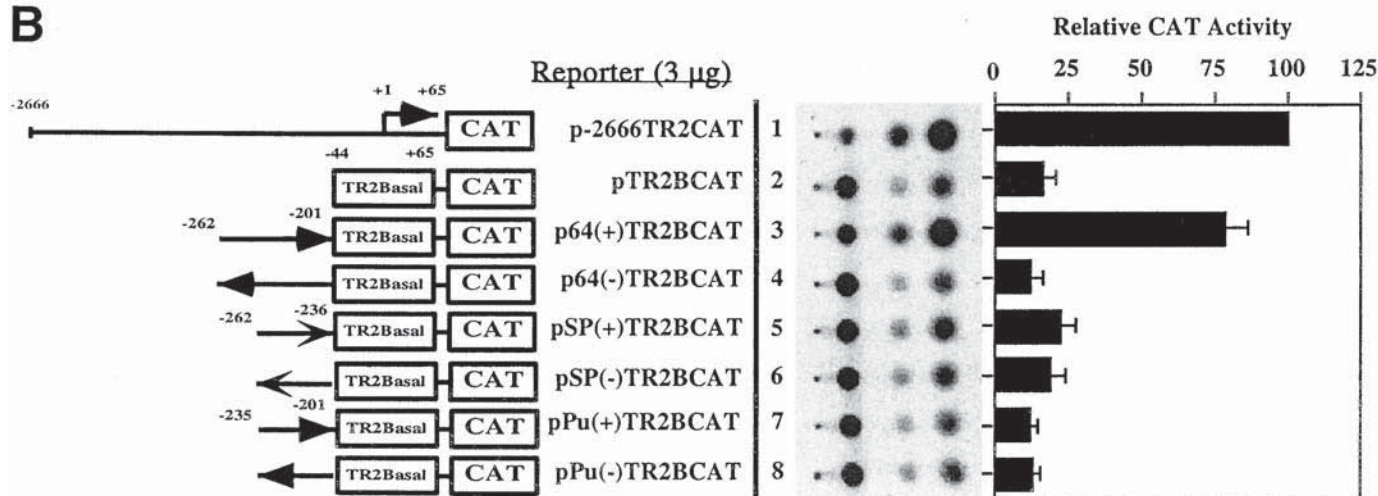 B
Relative CAT Activity
Reporter (3 µg)
0 25 50 75 100 125
-2666 +1 +65 CAT p-2666TR2CAT 1
-44 +65 TR2Basal CAT pTR2BCAT 2
-262 -201 TR2Basal CAT p64(+)TR2BCAT 3
TR2Basal CAT p64(-)TR2BCAT 4
-262 -236 TR2Basal CAT pSP(+)TR2BCAT 5
TR2Basal CAT pSP(-)TR2BCAT 6
-235 -201 TR2Basal CAT pPu(+)TR2BCAT 7
TR2Basal CAT pPu(-)TR2BCAT 8